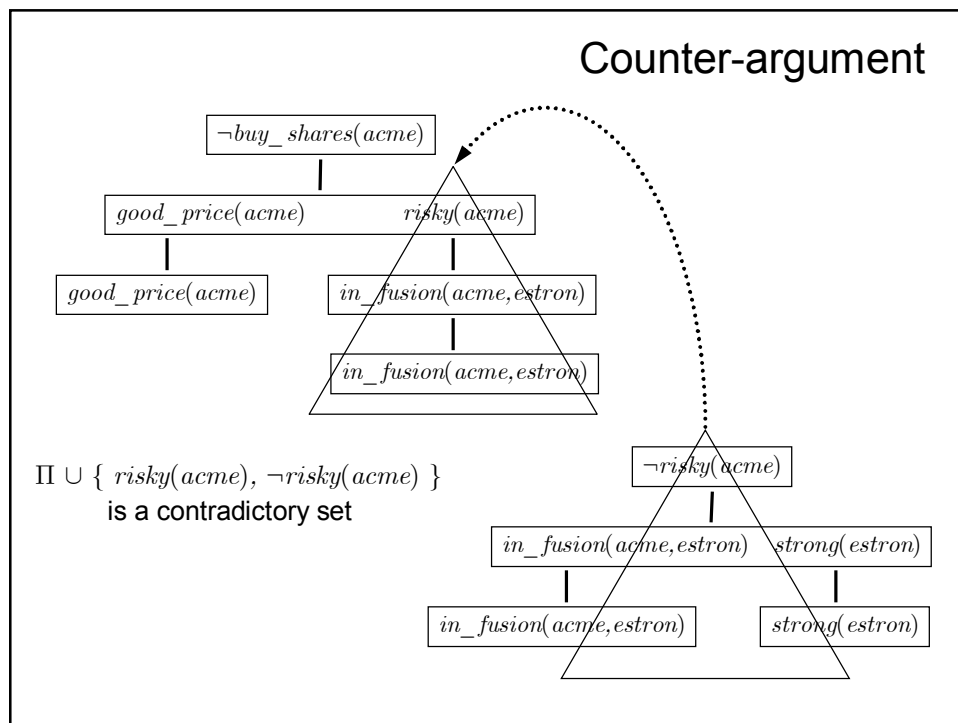 Counter-argument
¬buy_shares(acme)
good_price(acme) risky(acme)
good_price(acme)
in_fusion(acme,estron)
in_fusion(acme,estron)
Π ∪ { risky(acme), ¬risky(acme) }
is a contradictory set
¬risky(acme)
in_fusion(acme,estron) strong(estron)
in_fusion(acme,estron)
strong(estron)